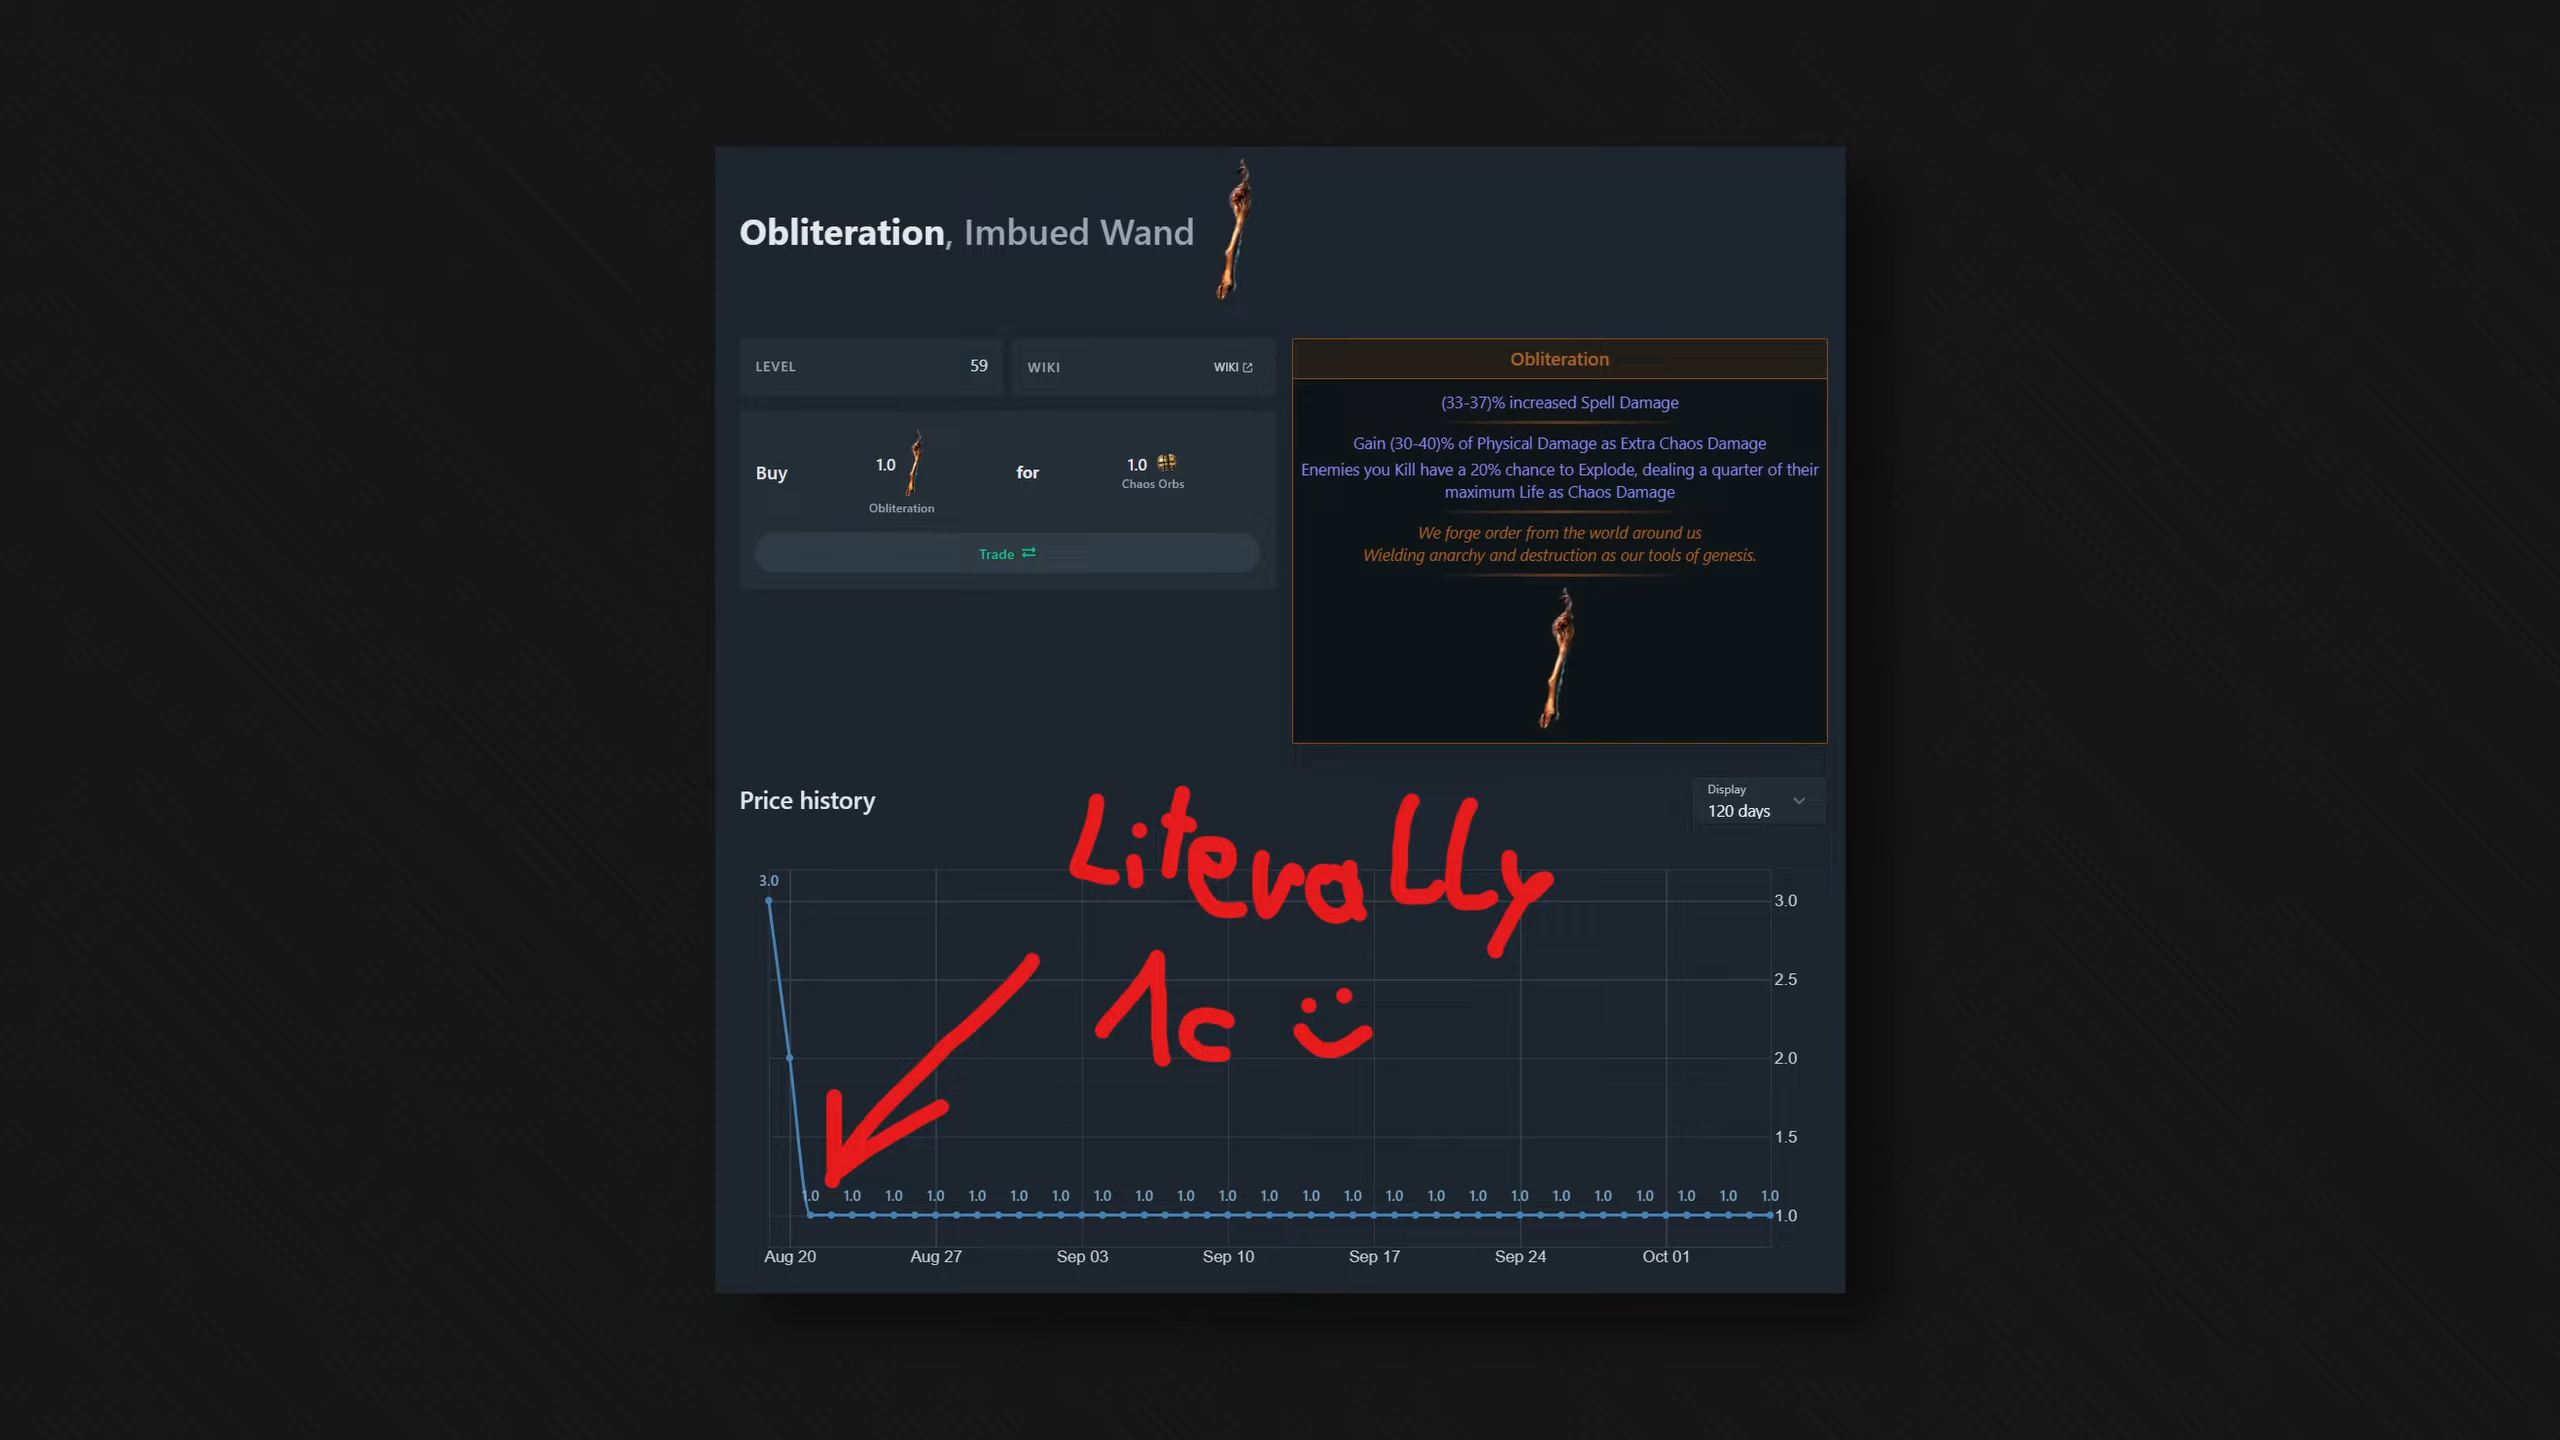 Obliteration, Imbued Wand
LEVEL 59
WIKI WIKI
Buy 1.0 for 1.0
Chaos Orbs
Obliteration
Trade
Obliteration
(33-37)% increased Spell Damage
Gain (30-40)% of Physical Damage as Extra Chaos Damage
Enemies you Kill have a 20% chance to Explode, dealing a quarter of their
maximum Life as Chaos Damage
We forge order from the world around us
Wielding anarchy and destruction as our tools of genesis.
Price history
Display
120 days
Literally
1c
3.0
3.0
2.5
2.0
1.5
1.0 1.0 1.0 1.0 1.0 1.0 1.0 1.0 1.0 1.0 1.0 1.0 1.0 1.0 1.0 1.0 1.0 1.0 1.0 1.0 1.0 1.0 1.0 1.0
1.0
Aug 20 Aug 27 Sep 03 Sep 10 Sep 17 Sep 24 Oct 01